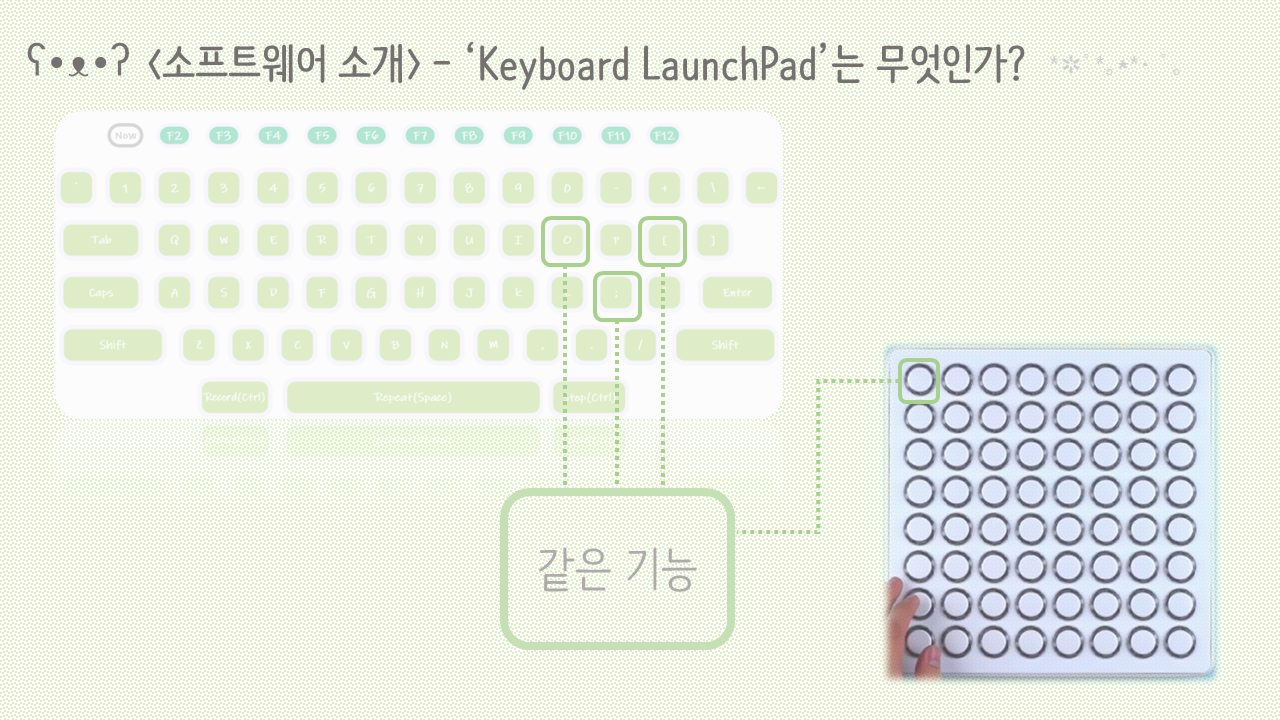 ʕ•ᴥ•ʔ <소프트웨어 소개> - ‘Keyboard LaunchPad’는 무엇인가?
Now F2 F3 F4 F5 F6 F7 F8 F9 F10 F11 F12
` 1 2 3 4 5 6 7 8 9 0 - + \ ←
Tab Q W E R T Y U I O P [ ]
Caps A S D F G H J K ; Enter
Shift Z X C V B N M , . / Shift
Record(Ctrl) Repeat(Space) Stop(Ctrl)
같은 기능